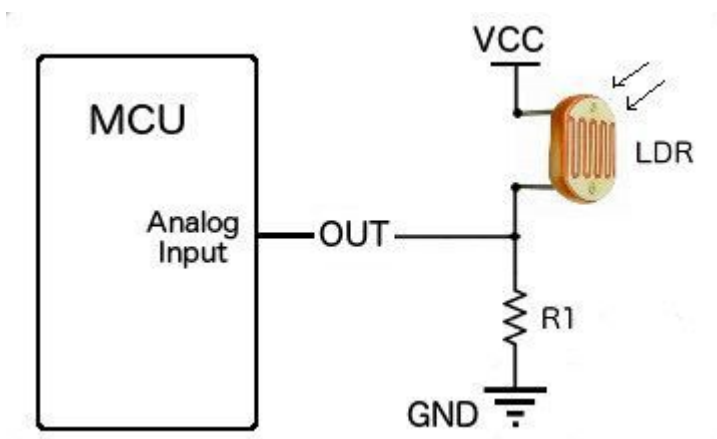 VCC
MCU
LDR
Analog
Input
OUT
R1
GND